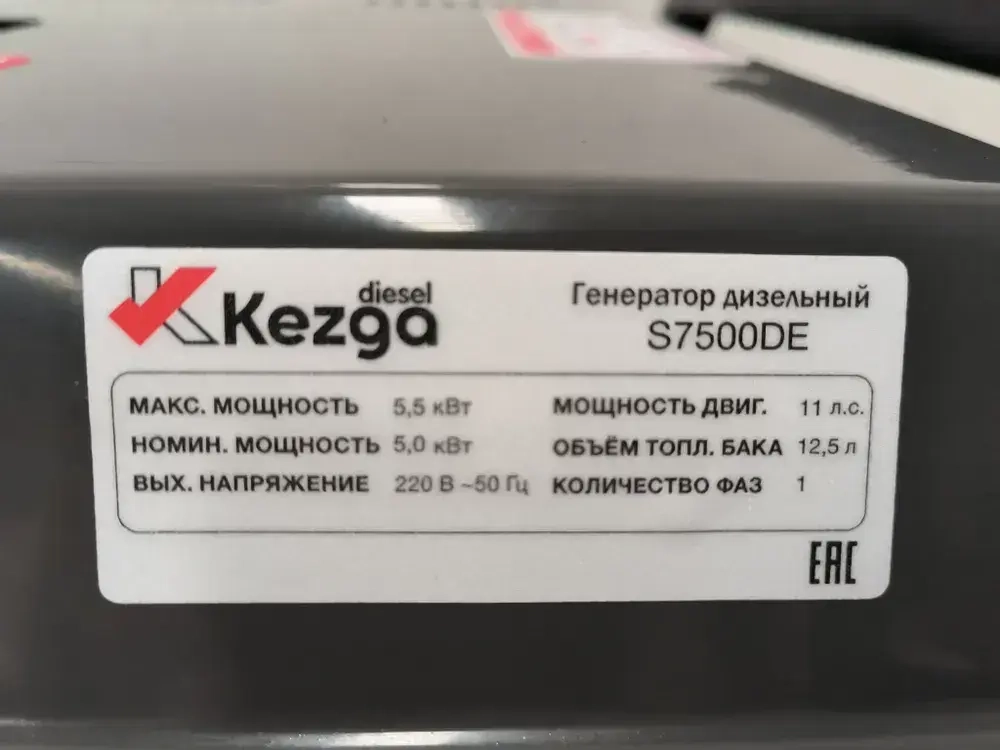 diesel
Kezga
Генератор дизельный
S7500DE
МАКС. МОЩНОСТЬ 5,5 кВт
НОМИН. МОЩНОСТЬ 5,0 кВт
ВЫХ. НАПРЯЖЕНИЕ 220 В ~50 Гц
МОЩНОСТЬ ДВИГ. 11 л.с.
ОБЪЁМ ТОПЛ. БАКА 12,5 л
КОЛИЧЕСТВО ФАЗ 1
EAC